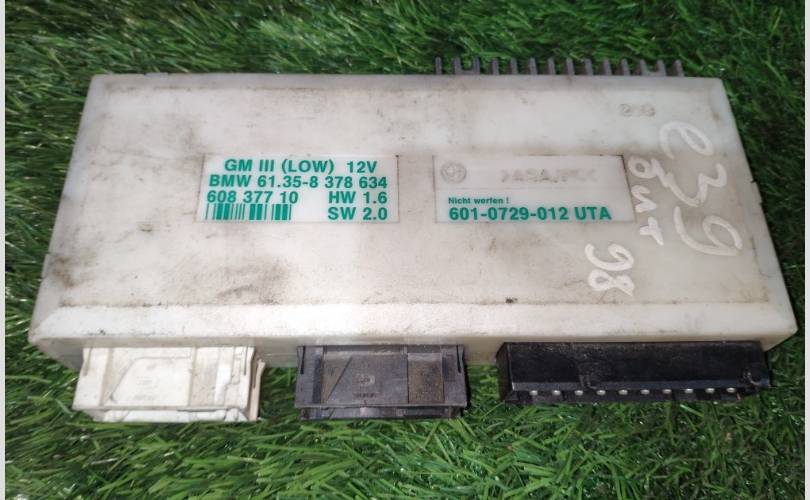 GM III (LOW) 12V
BMW 61.35-8 378 634
608 377 10 HW 1.6
SW 2.0
Nicht werfen !
601-0729-012 UTA
e39
98